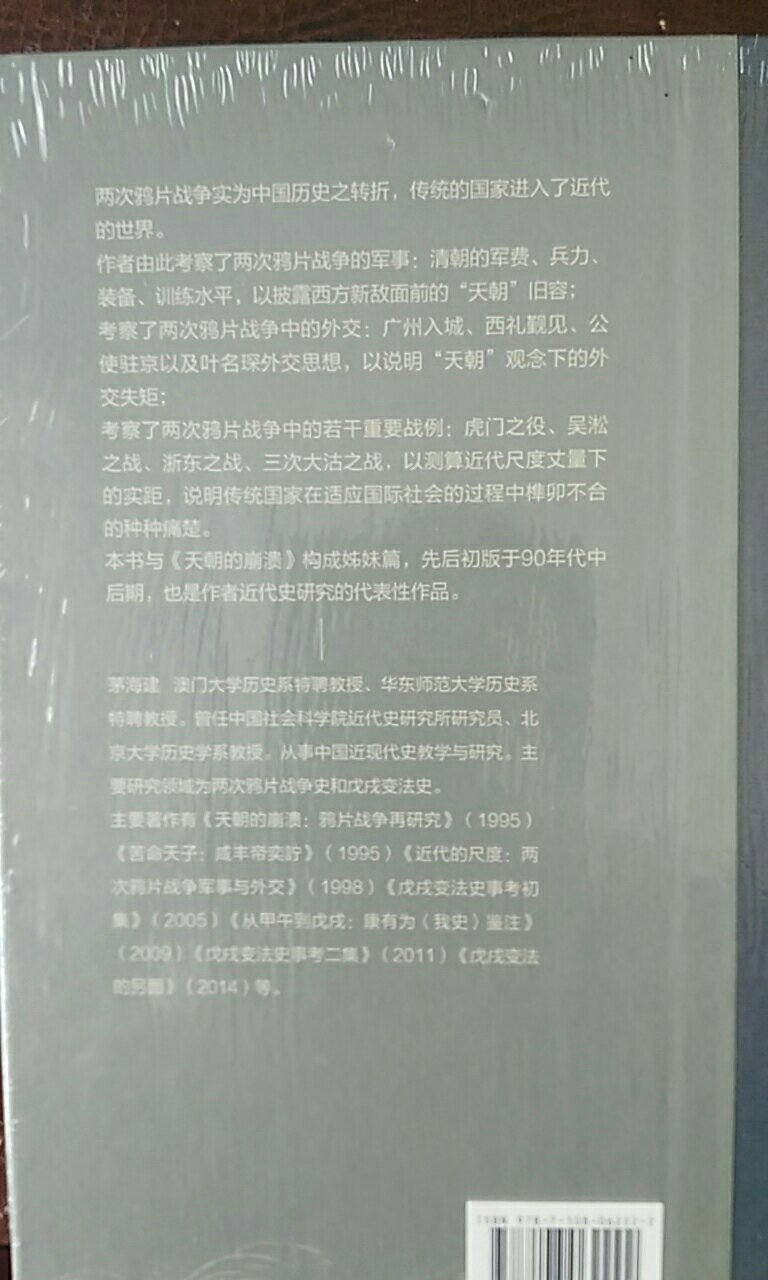 两次鸦片战争实为中国历史之转折，传统的国家进入了近代
的世界。
作者由此考察了两次鸦片战争的军事：清朝的军费、兵力、
装备、训练水平，以披露西方新敌面前的“天朝”旧容；
考察了两次鸦片战争中的外交：广州入城、西礼觐见、公
使驻京以及叶名琛外交思想，以说明“天朝”观念下的外
交失矩；
考察了两次鸦片战争中的若干重要战例：虎门之役、吴淞
之战、浙东之战、三次大沽之战，以测算近代尺度丈量下
的实距，说明传统国家在适应国际社会的过程中榫卯不合
的种种痛楚。
本书与《天朝的崩溃》构成姊妹篇，先后初版于90年代中
后期，也是作者近代史研究的代表性作品。
茅海建 澳门大学历史系特聘教授、华东师范大学历史系
特聘教授。曾任中国社会科学院近代史研究所研究员、北
京大学历史学系教授。从事中国近现代史教学与研究。主
要研究领域为两次鸦片战争史和戊戌变法史。
主要著作有《天朝的崩溃：鸦片战争再研究》（1995）
《苦命天子：咸丰帝奕詝》（1995）《近代的尺度：两
次鸦片战争军事与外交》（1998）《戊戌变法史事考初
集》（2005）《从甲午到戊戌：康有为〈我史〉鉴注》
（2009）《戊戌变法史事考二集》（2011）《戊戌变法
的另面》（2014）等。
ISBN 978-7-108-06222-2